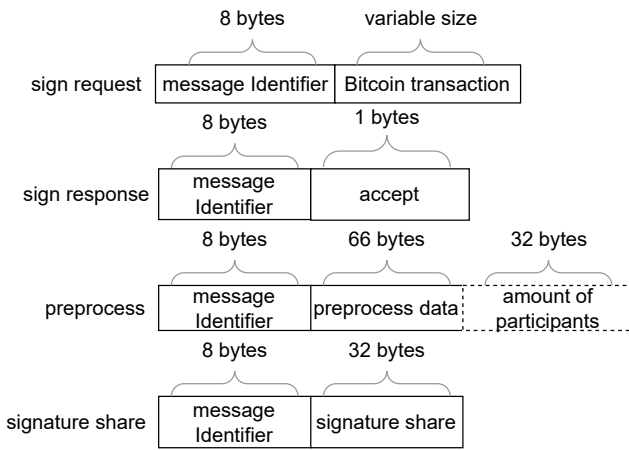 8 bytes variable size
sign request message Identifier Bitcoin transaction
8 bytes 1 bytes
sign response message Identifier accept
8 bytes 66 bytes 32 bytes
preprocess message Identifier preprocess data amount of participants
8 bytes 32 bytes
signature share message Identifier signature share